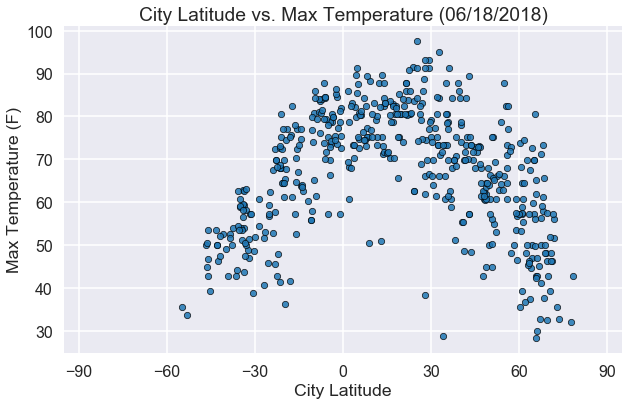 City Latitude vs. Max Temperature (06/18/2018)
100
90
80
70
60
50
40
30
Max Temperature (F)
−90 −60 −30 0 30 60 90
City Latitude